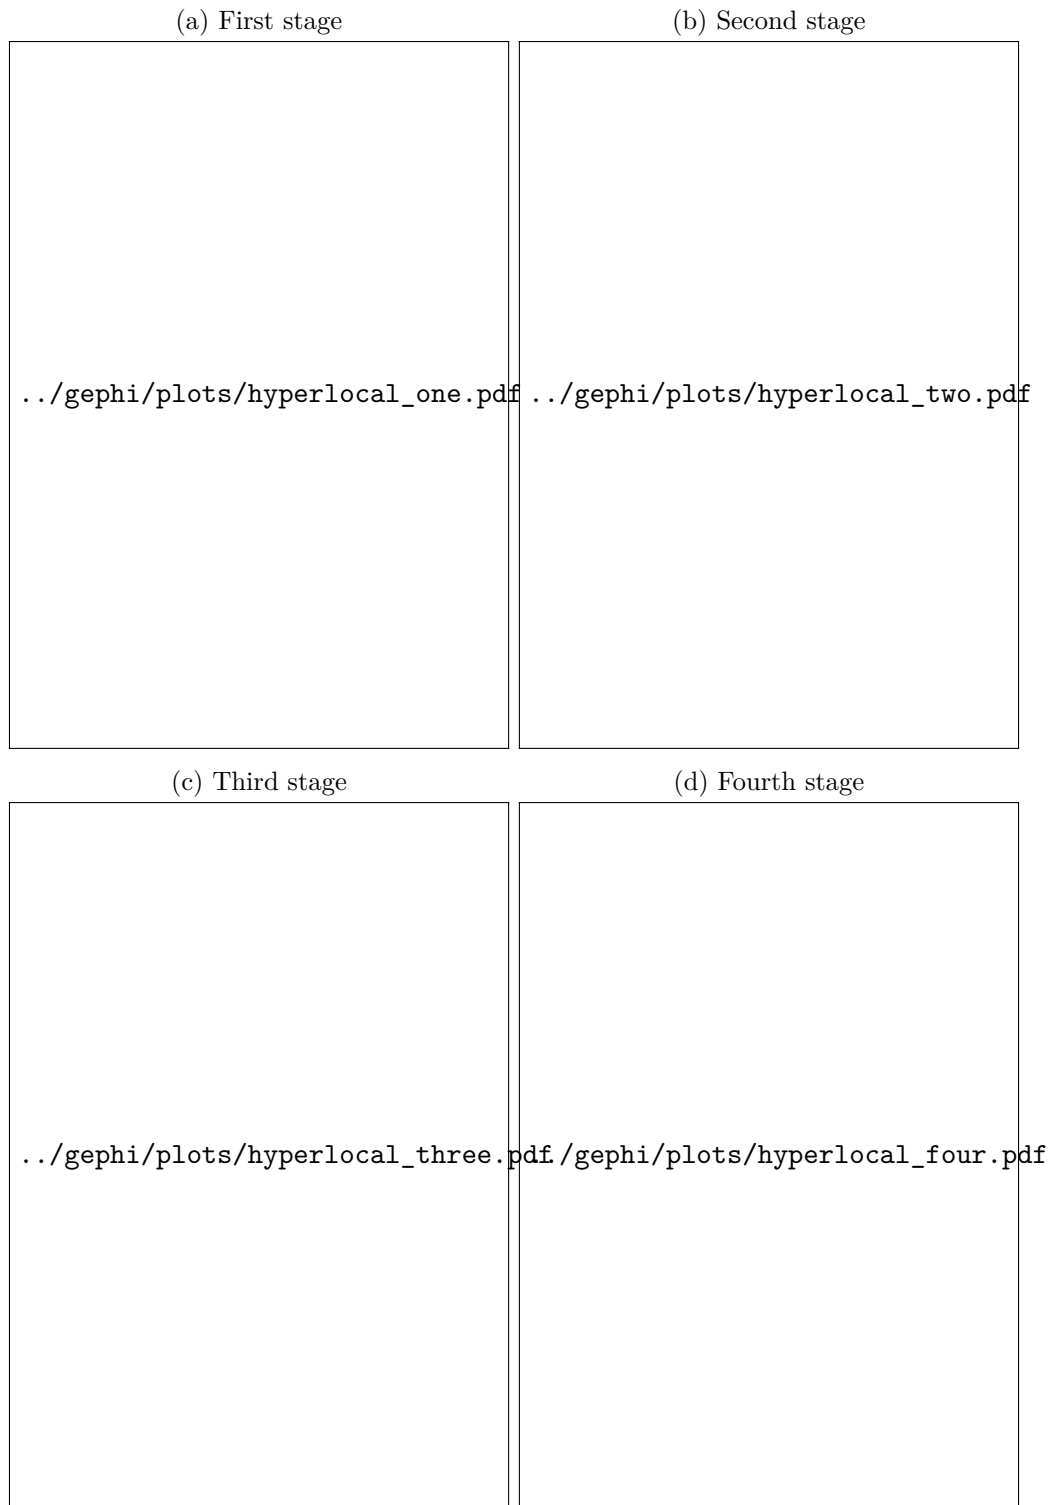 (a) First stage
(b) Second stage
../gephi/plots/hyperlocal_one.pdf
../gephi/plots/hyperlocal_two.pdf
(c) Third stage
(d) Fourth stage
../gephi/plots/hyperlocal_three.pdf
../gephi/plots/hyperlocal_four.pdf